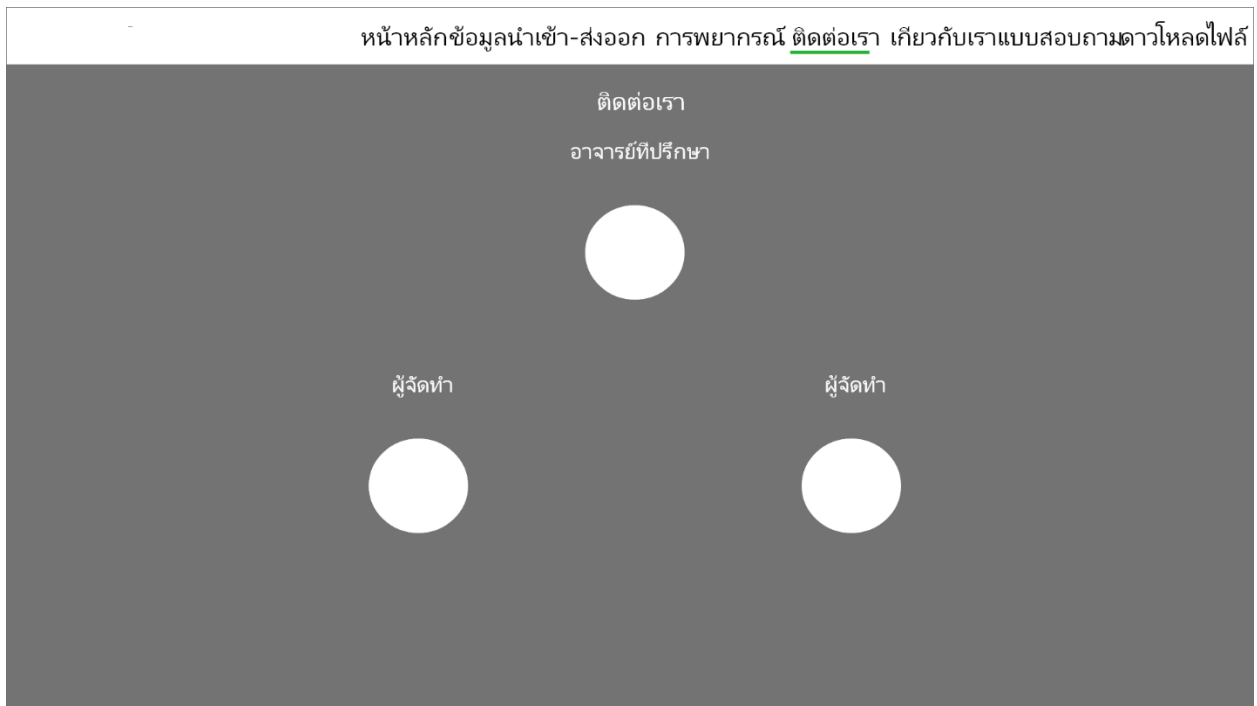 หน้าหลักข้อมูลนำเข้า-ส่งออก การพยากรณ์ ติดต่อเรา เกี่ยวกับเราแบบสอบถามดาวโหลดไฟล์
ติดต่อเรา
อาจารย์ที่ปรึกษา
ผู้จัดทำ ผู้จัดทำ